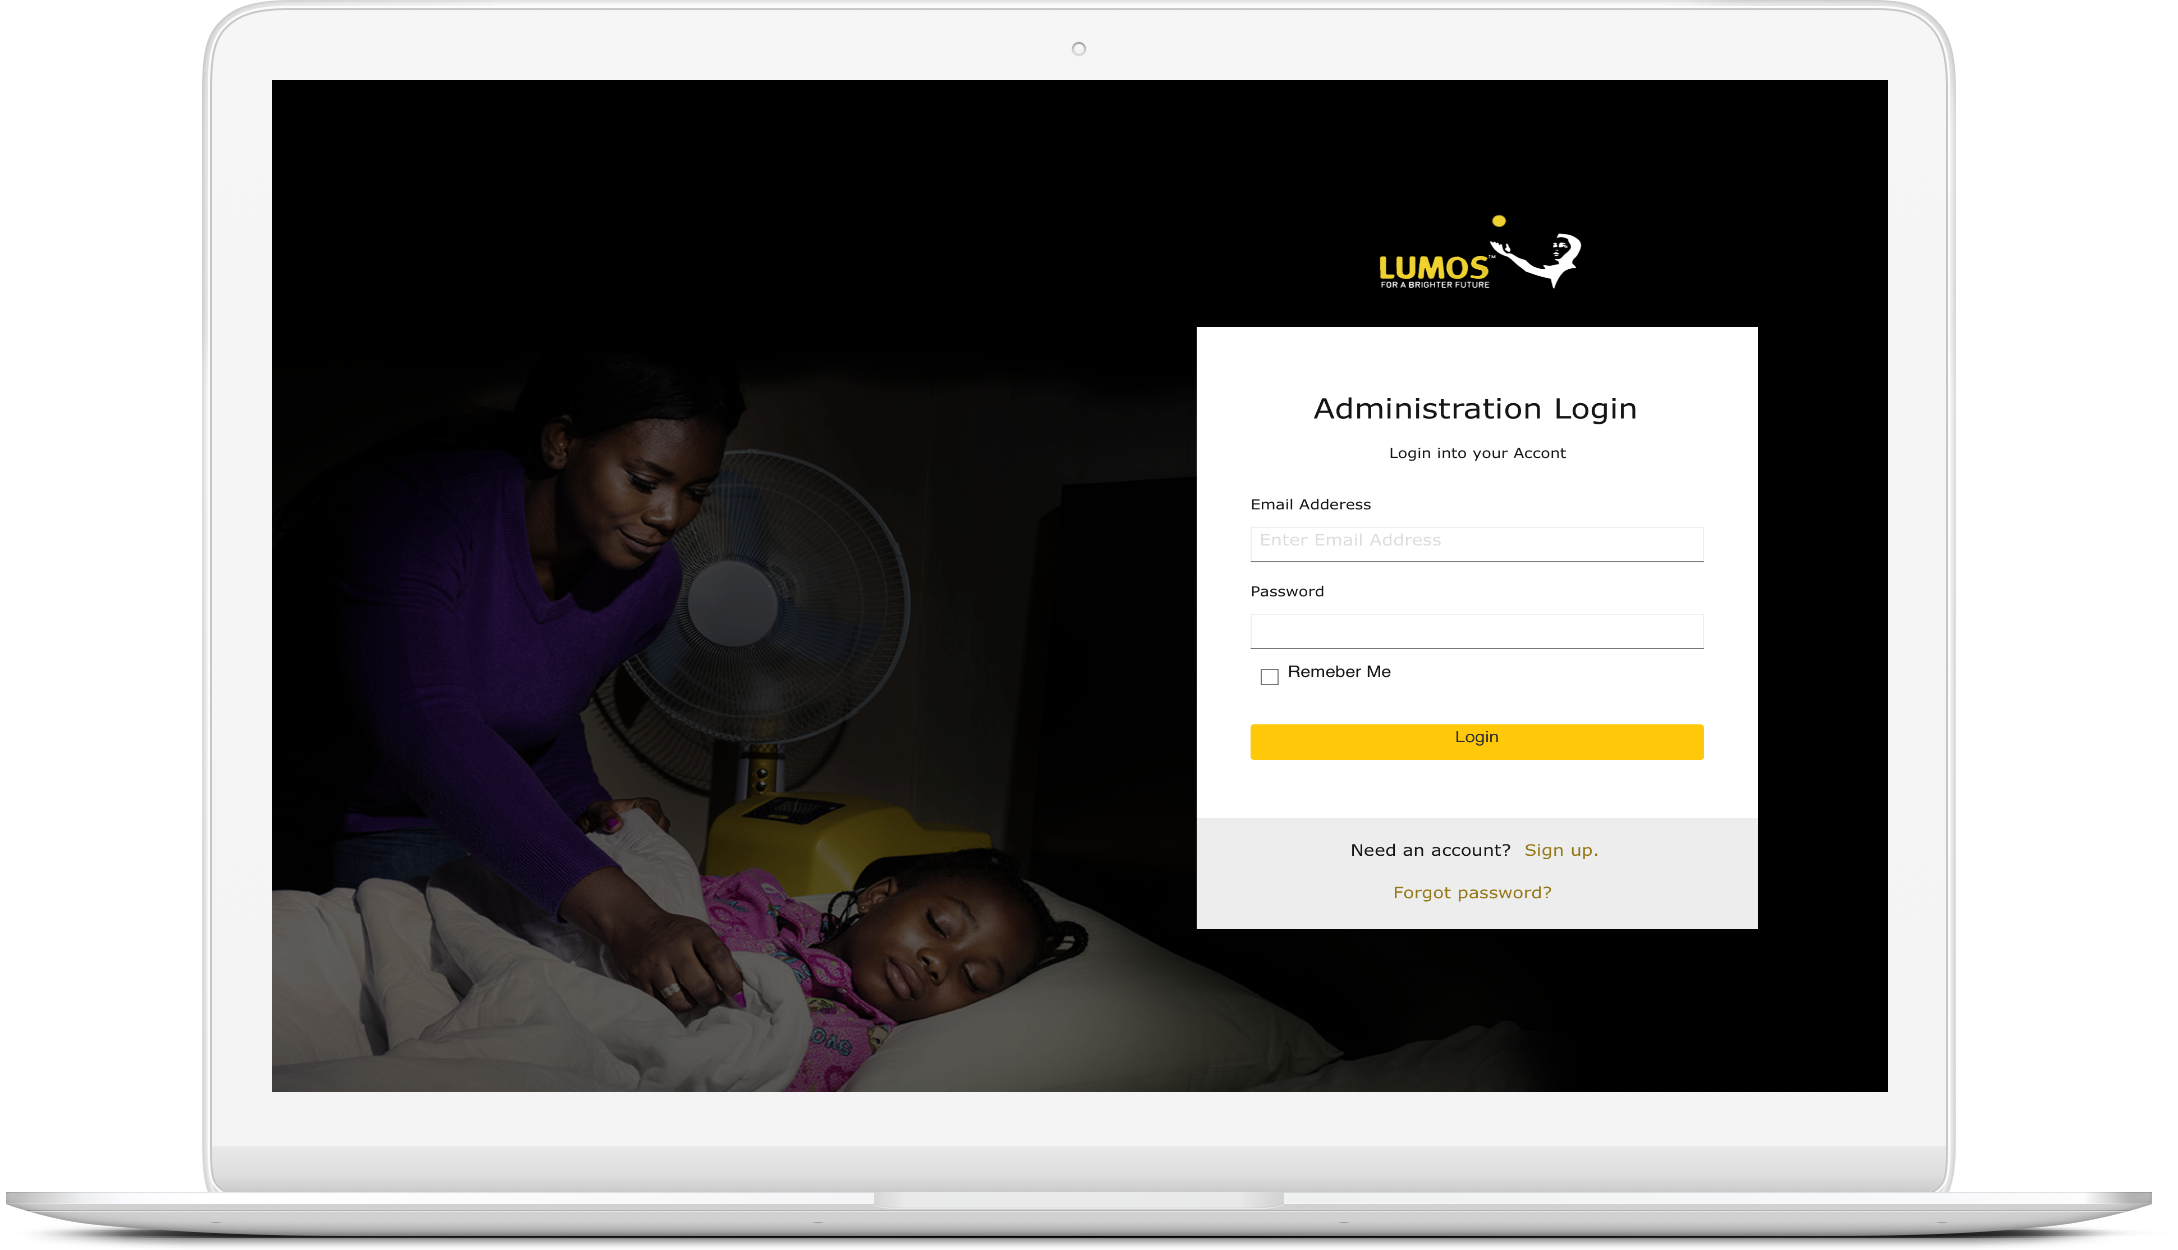 LUMOS™
FOR A BRIGHTER FUTURE
Administration Login
Login into your Accont
Email Adderess
Enter Email Address
Password
Remeber Me
Login
Need an account? Sign up.
Forgot password?